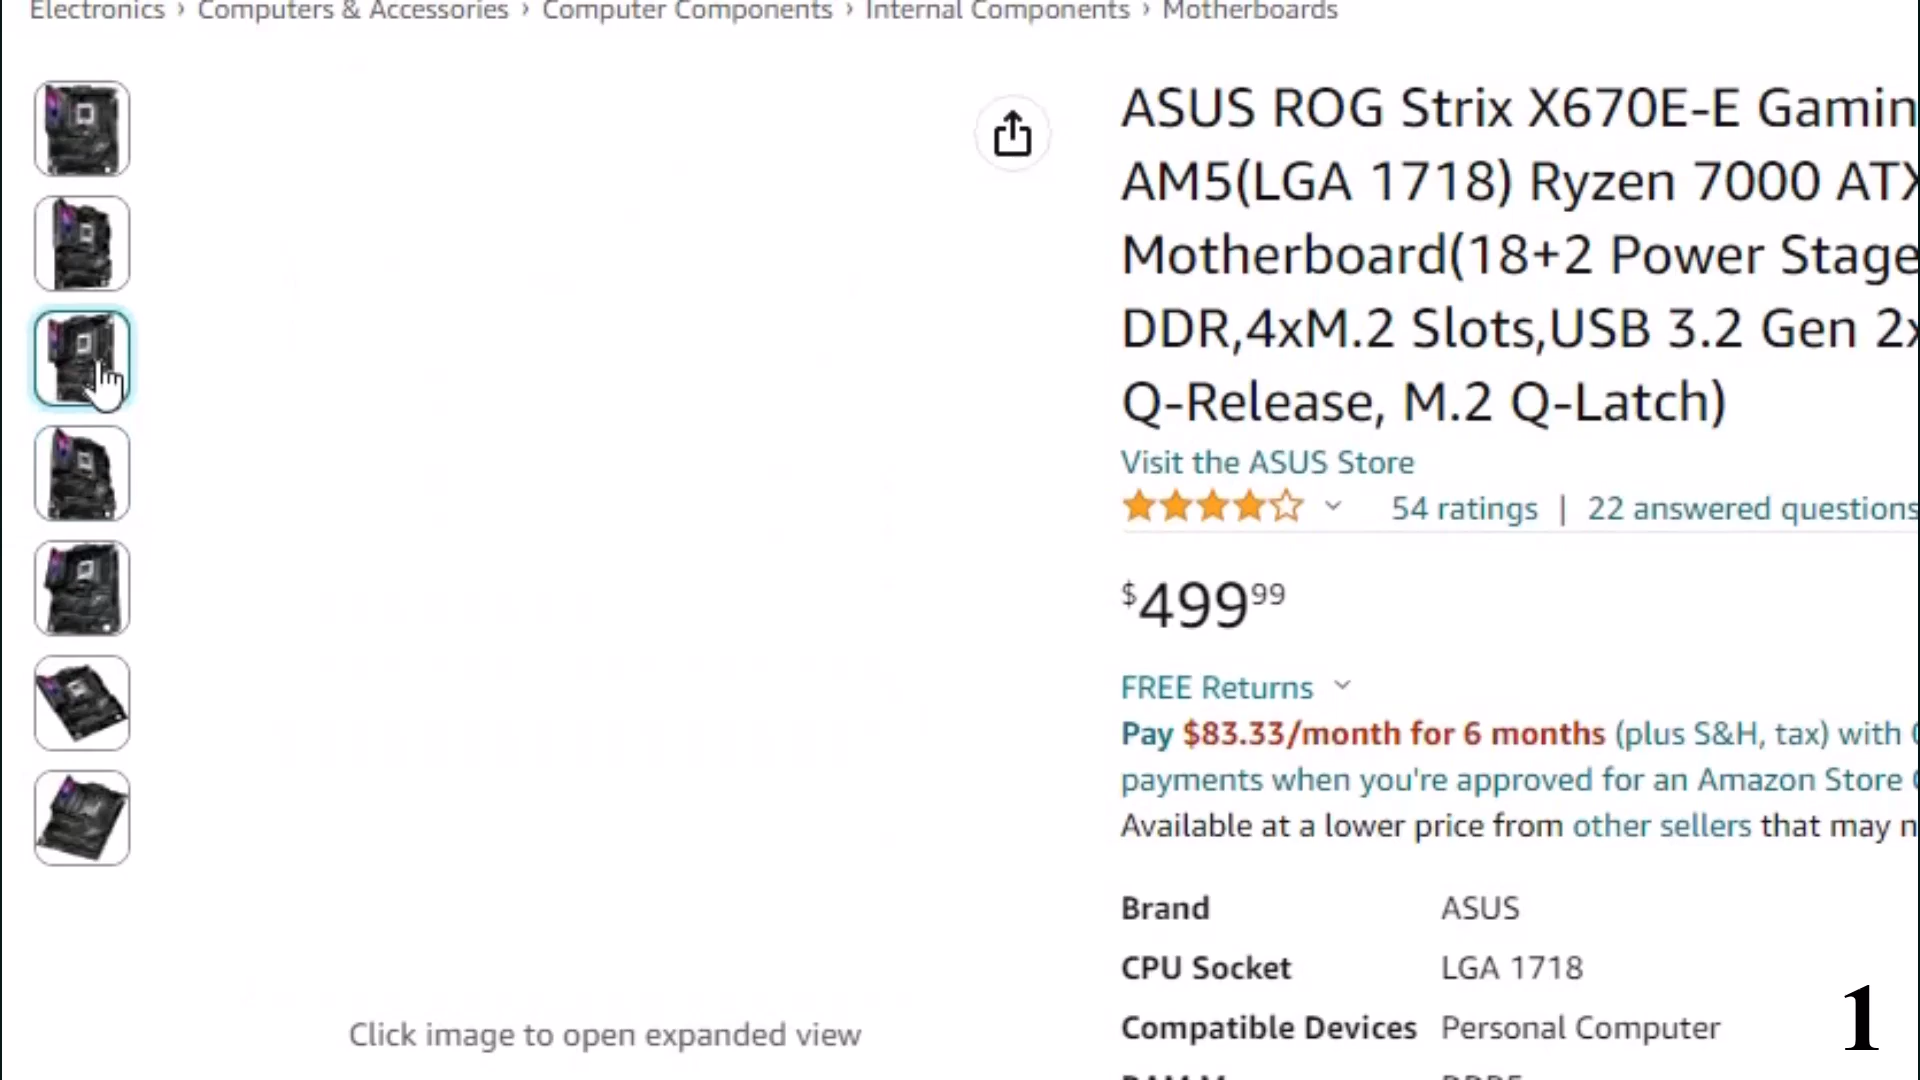 Electronics › Computers & Accessories › Computer Components › Internal Components › Motherboards
ASUS ROG Strix X670E-E Gamin
AM5(LGA 1718) Ryzen 7000 ATX
Motherboard(18+2 Power Stage
DDR,4xM.2 Slots,USB 3.2 Gen 2x
Q-Release, M.2 Q-Latch)
Visit the ASUS Store
54 ratings | 22 answered questions
$499.99
FREE Returns
Pay $83.33/month for 6 months (plus S&H, tax) with
payments when you're approved for an Amazon Store
Available at a lower price from other sellers that may n
Brand ASUS
CPU Socket LGA 1718
Compatible Devices Personal Computer
Click image to open expanded view
1